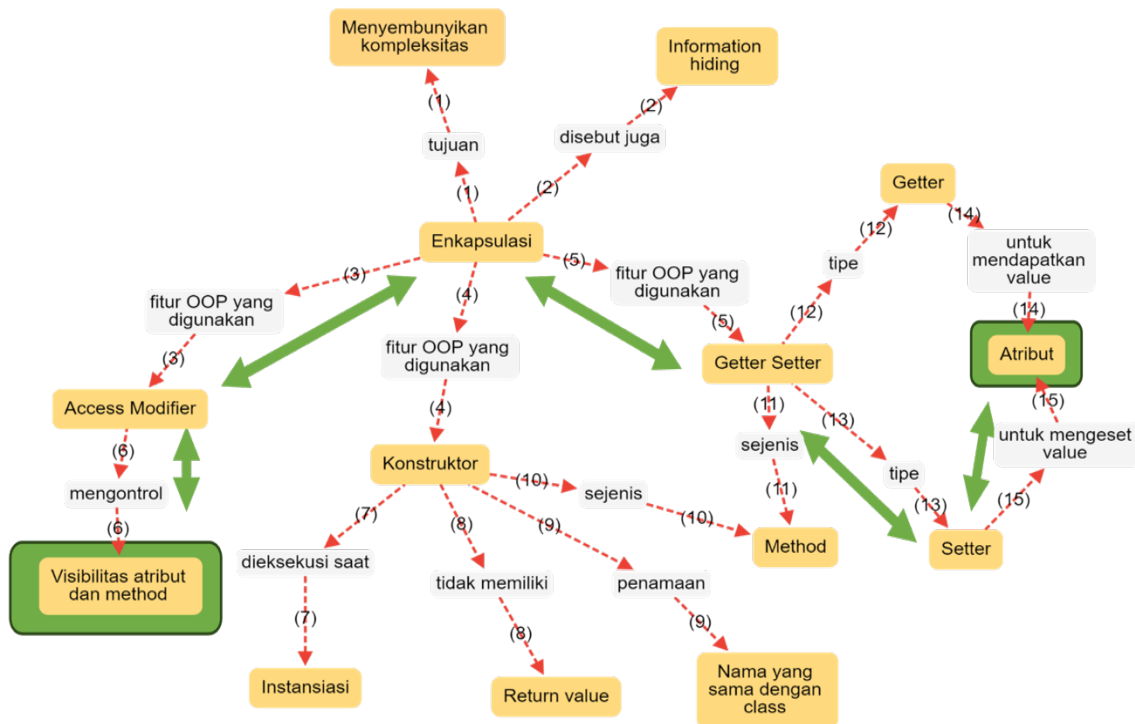 Menyembunyikan
kompleksitas
Information
hiding
(1)
(2)
tujuan
disebut juga
(1)
(2)
Getter
(14)
Enkapsulasi
(12)
untuk
mendapatkan
value
(3)
(5)
fitur OOP yang
digunakan
tipe
(4)
fitur OOP yang
digunakan
(12)
(14)
(5)
fitur OOP yang
digunakan
Getter Setter
Atribut
(3)
(11)
(15)
Access Modifier
(4)
(13)
untuk mengeset
value
(6)
sejenis
Konstruktor
tipe
mengontrol
(10)
sejenis
(11)
(13)
(15)
(6)
(7)
(8)
(9)
(10)
Method
Setter
Visibilitas atribut
dan method
dieksekusi saat
tidak memiliki
penamaan
(7)
(8)
(9)
Instansiasi
Return value
Nama yang
sama dengan
class